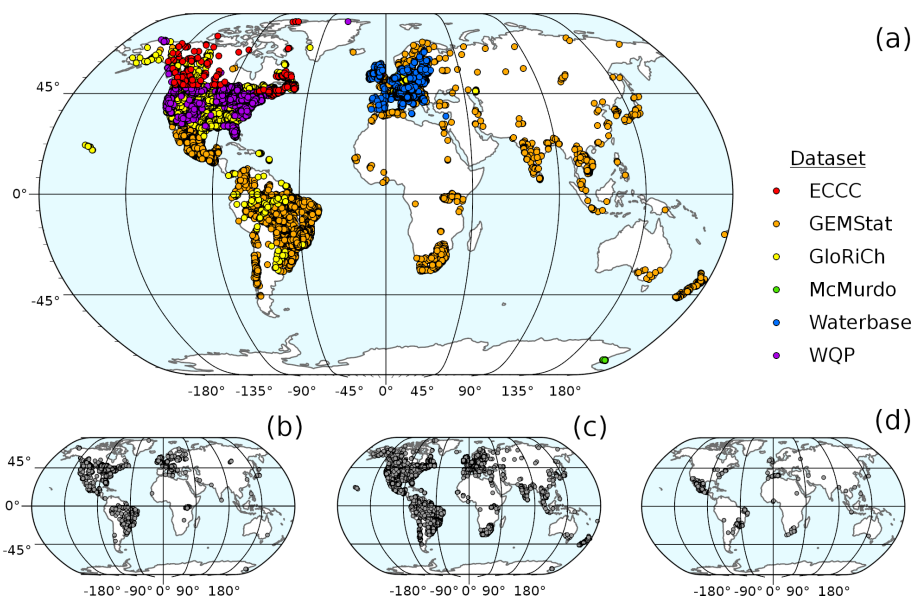 (a)
45°
0°
-45°
-180° -135° -90° -45° 0° 45° 90° 135° 180°
Dataset
ECCC
GEMStat
GloRiCh
McMurdo
Waterbase
WQP
(b)
45°
0°
-45°
-180° -90° 0° 90° 180°
(c)
-180° -90° 0° 90° 180°
(d)
-180° -90° 0° 90° 180°